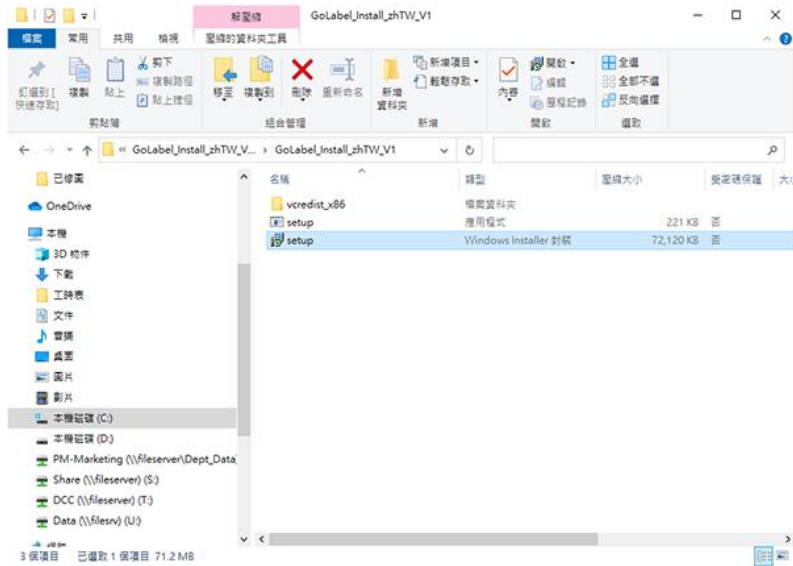 解壓縮
GoLabel_Install_zhTW_V1
檔案
常用
共用
檢視
壓縮的資料夾工具
釘選到 [
快速存取]
複製
貼上
剪下
複製路徑
貼上捷徑
剪貼簿
移至
複製到
刪除
重新命名
組合管理
新增
資料夾
新增項目
輕鬆存取
新增
內容
開啟
編輯
歷程記錄
開啟
全選
全部不選
反向選擇
選取
« GoLabel_Install_zhTW_V... › GoLabel_Install_zhTW_V1
已修圖
OneDrive
本機
3D 物件
下載
工時表
文件
音樂
桌面
圖片
影片
本機磁碟 (C:)
本機磁碟 (D:)
PM-Marketing (\\fileserver\Dept_Data
Share (\\fileserver) (S:)
DCC (\\fileserver) (T:)
Data (\\filesrv) (U:)
名稱 類型 壓縮大小 受密碼保護
vcredist_x86 檔案資料夾
setup 應用程式 221 KB 否
setup Windows Installer 封裝 72,120 KB 否
3 個項目 已選取 1 個項目 71.2 MB